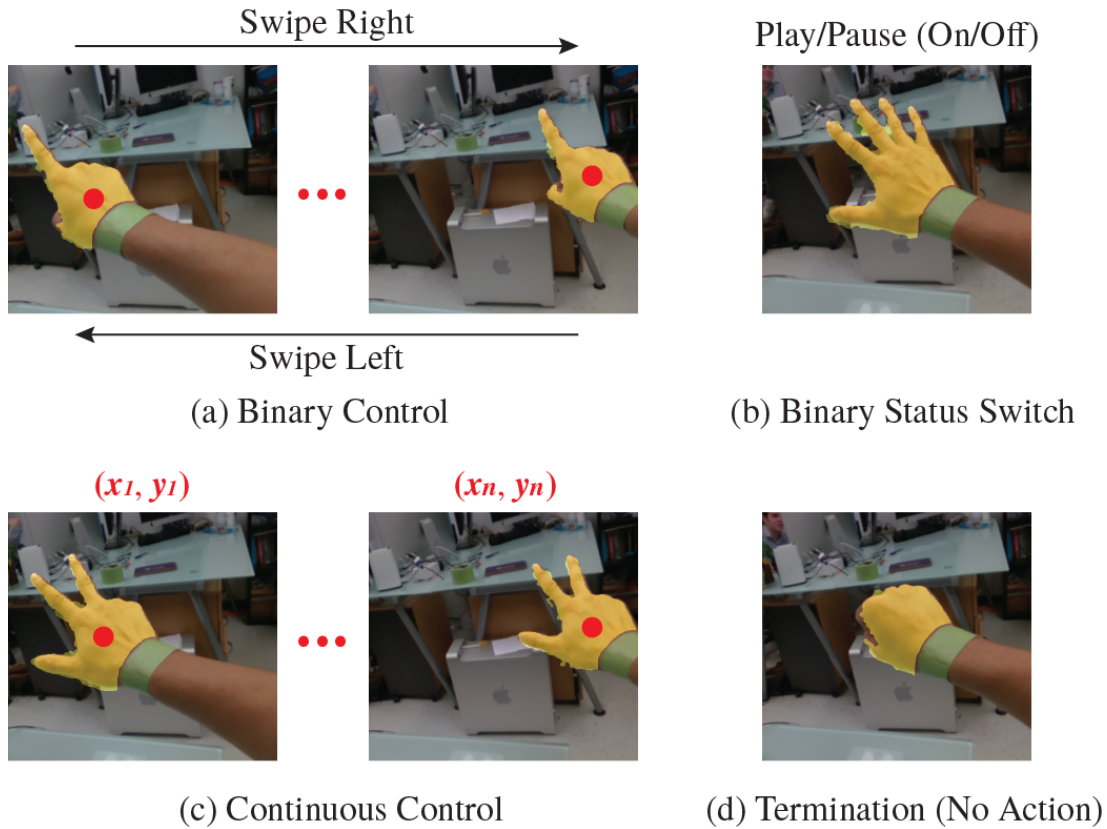 Swipe Right
Play/Pause (On/Off)
Swipe Left
(a) Binary Control
(b) Binary Status Switch
(x1, y1)
(xn, yn)
(c) Continuous Control
(d) Termination (No Action)